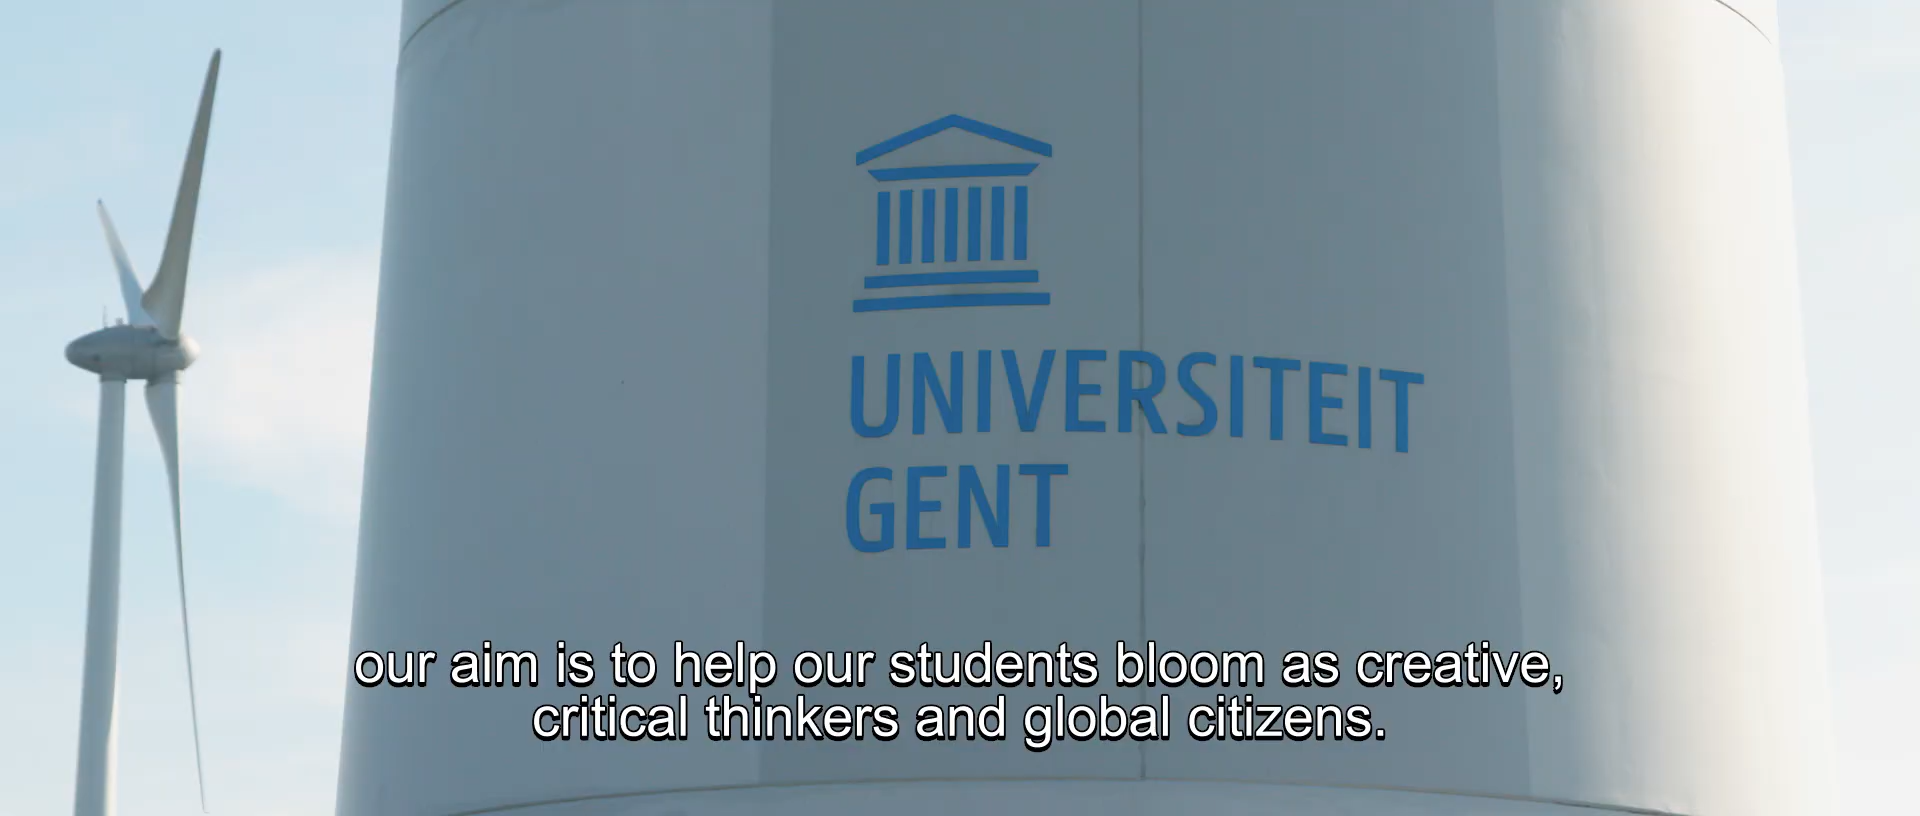 UNIVERSITEIT
GENT
our aim is to help our students bloom as creative,
critical thinkers and global citizens.